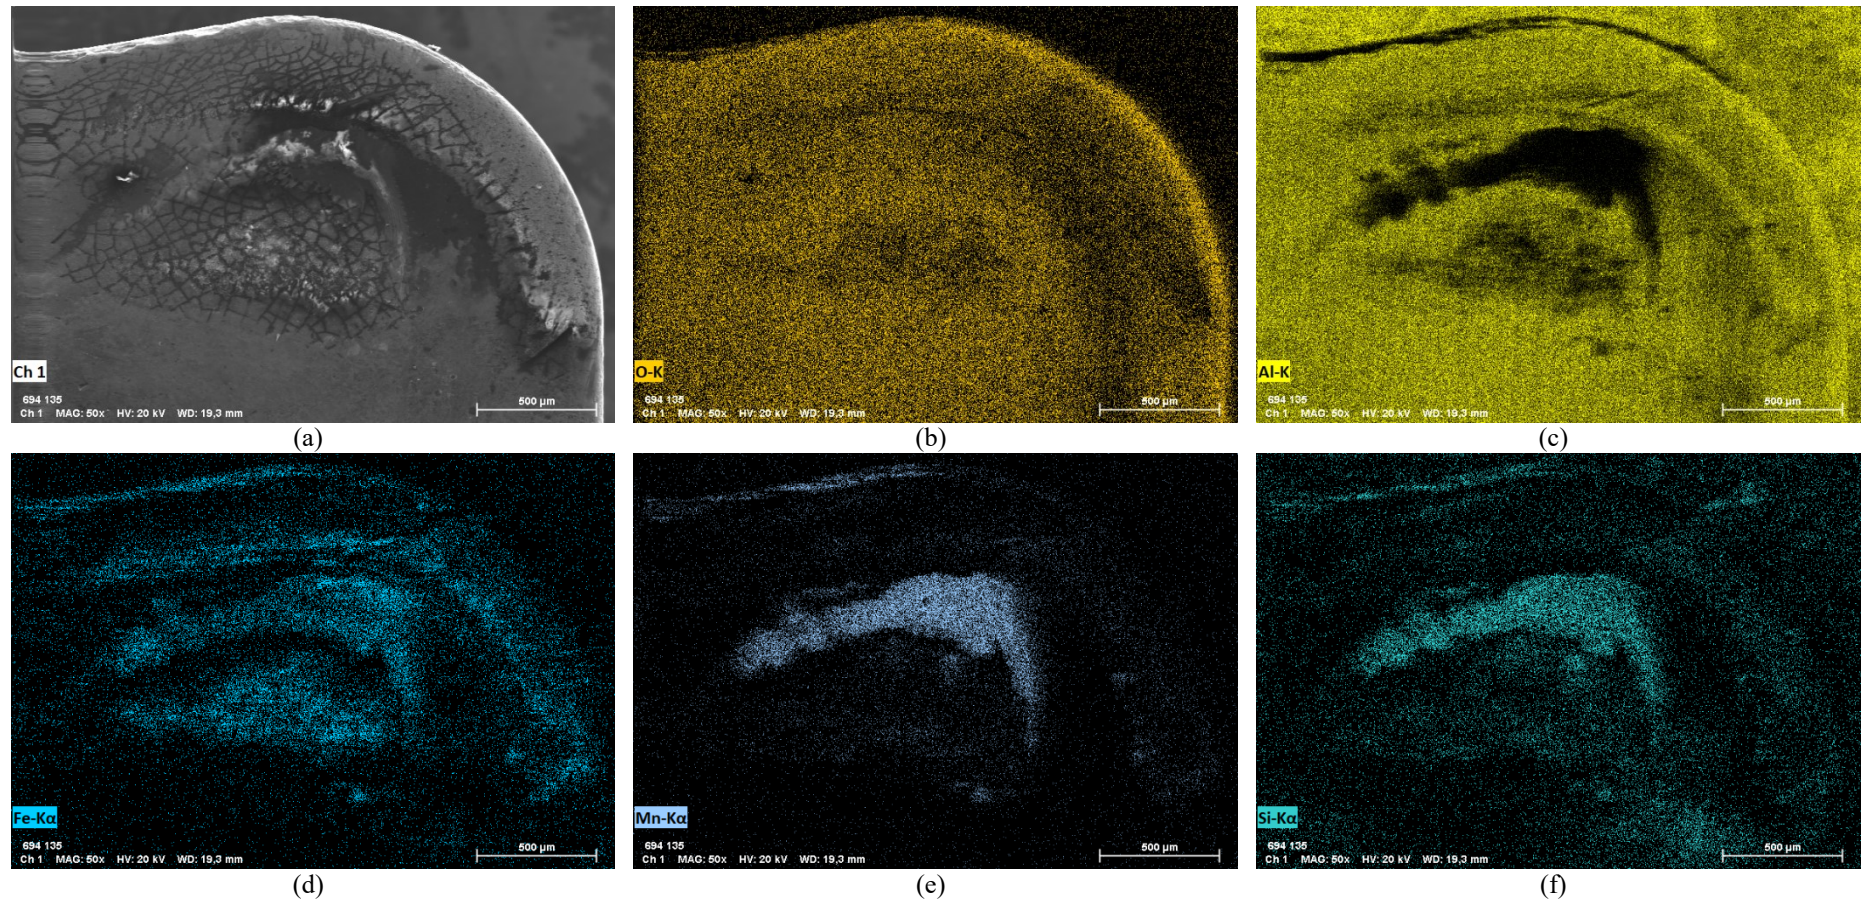 Ch 1
694 135
Ch 1 MAG: 50x HV: 20 kV WD: 19,3 mm
500 µm
(a)
O-K
694 135
Ch 1 MAG: 50x HV: 20 kV WD: 19,3 mm
500 µm
(b)
Al-K
694 135
Ch 1 MAG: 50x HV: 20 kV WD: 19,3 mm
500 µm
(c)
Fe-Kα
694 135
Ch 1 MAG: 50x HV: 20 kV WD: 19,3 mm
500 µm
(d)
Mn-Kα
694 135
Ch 1 MAG: 50x HV: 20 kV WD: 19,3 mm
500 µm
(e)
Si-Kα
694 135
Ch 1 MAG: 50x HV: 20 kV WD: 19,3 mm
500 µm
(f)